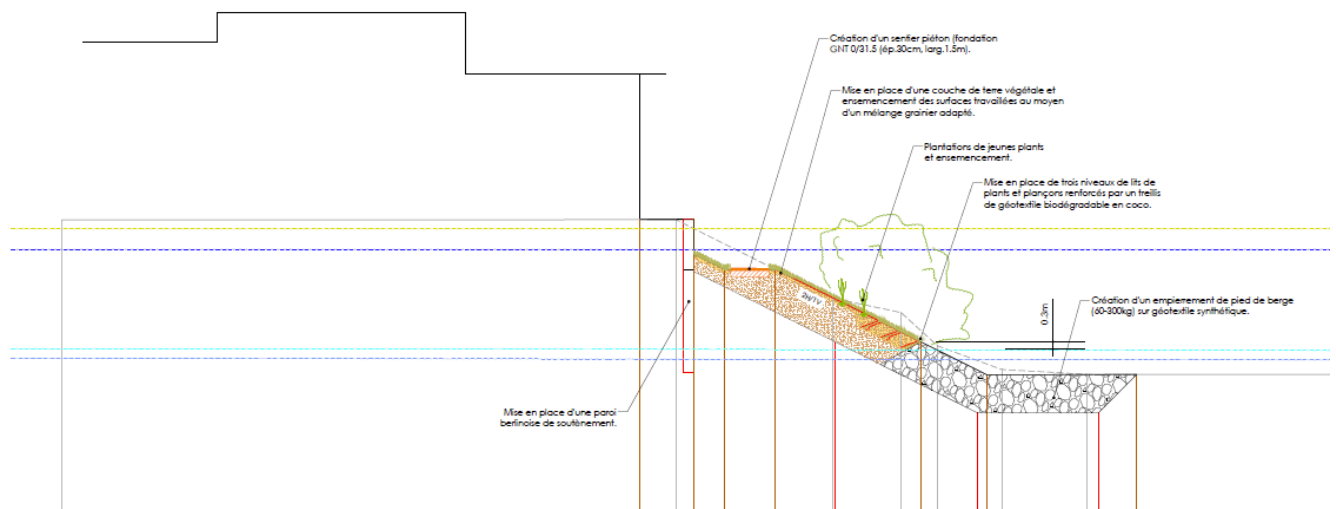 Création d'un sentier piéton (fondation
GNT 0/31.5 (ép.30cm, larg.1.5m).
Mise en place d'une couche de terre végétale et
ensemencement des surfaces travaillées au moyen
d'un mélange grainier adapté.
Plantations de jeunes plants
et ensemencement.
Mise en place de trois niveaux de lits de
plants et plançons renforcés par un treillis
de géotextile biodégradable en coco.
2H/1V
0.3m
Création d'un empierrement de pied de berge
(60-300kg) sur géotextile synthétique.
Mise en place d'une paroi
berlinoise de soutènement.